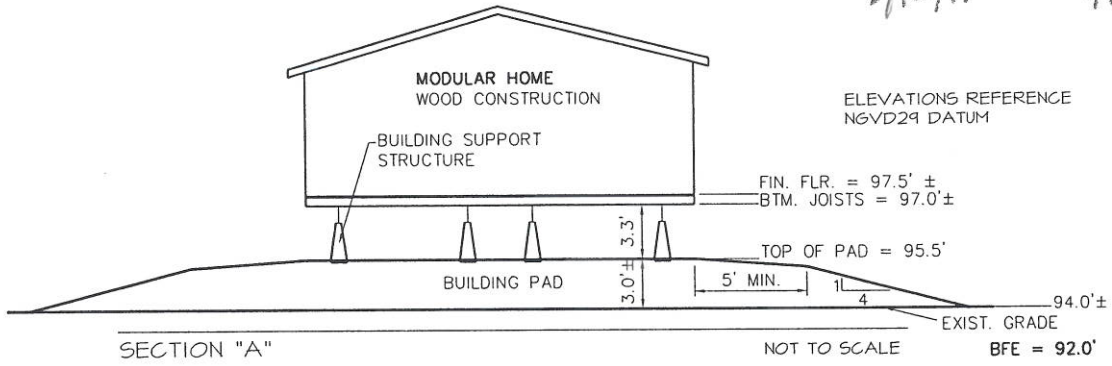 MODULAR HOME
WOOD CONSTRUCTION
ELEVATIONS REFERENCE
NGVD29 DATUM
BUILDING SUPPORT
STRUCTURE
FIN. FLR. = 97.5' ±
BTM. JOISTS = 97.0'±
3.3'
TOP OF PAD = 95.5'
BUILDING PAD
3.0'±
5' MIN.
1
4
94.0'±
EXIST. GRADE
SECTION "A"
NOT TO SCALE
BFE = 92.0'